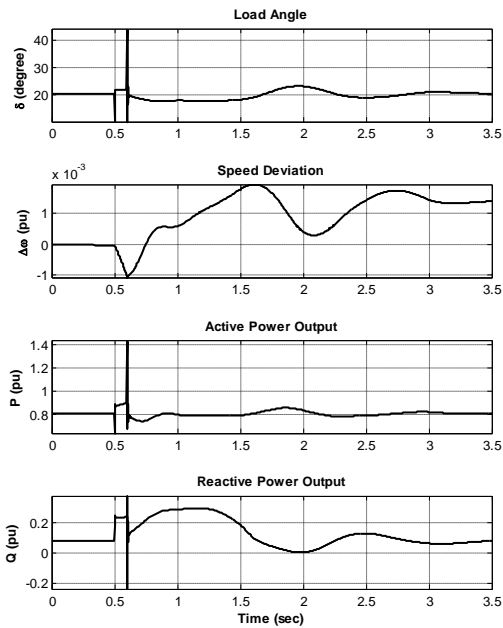 Load Angle
δ (degree)
40
30
20
10
0 0.5 1 1.5 2 2.5 3 3.5
x 10⁻³
Speed Deviation
Δω (pu)
1
0
-1
0 0.5 1 1.5 2 2.5 3 3.5
Active Power Output
P (pu)
1.4
1.2
1
0.8
0 0.5 1 1.5 2 2.5 3 3.5
Reactive Power Output
Q (pu)
0.2
0
-0.2
0 0.5 1 1.5 2 2.5 3 3.5
Time (sec)